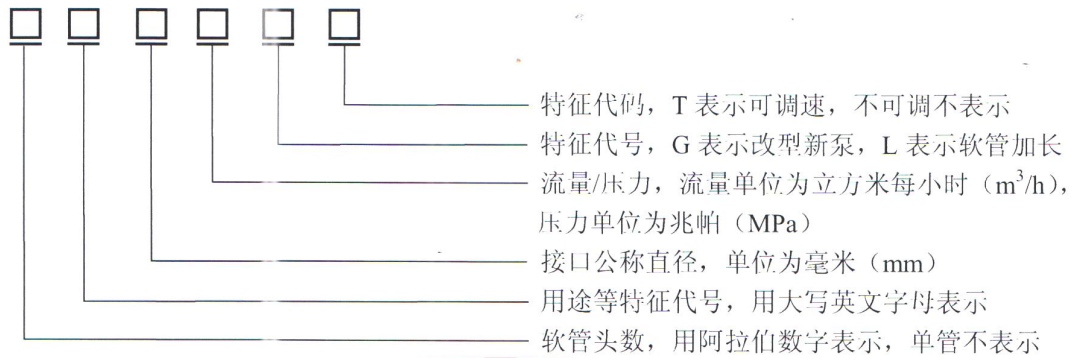 特征代码，T 表示可调速，不可调不表示
特征代号，G 表示改型新泵，L 表示软管加长
流量/压力，流量单位为立方米每小时（m³/h），
压力单位为兆帕（MPa）
接口公称直径，单位为毫米（mm）
用途等特征代号，用大写英文字母表示
软管头数，用阿拉伯数字表示，单管不表示